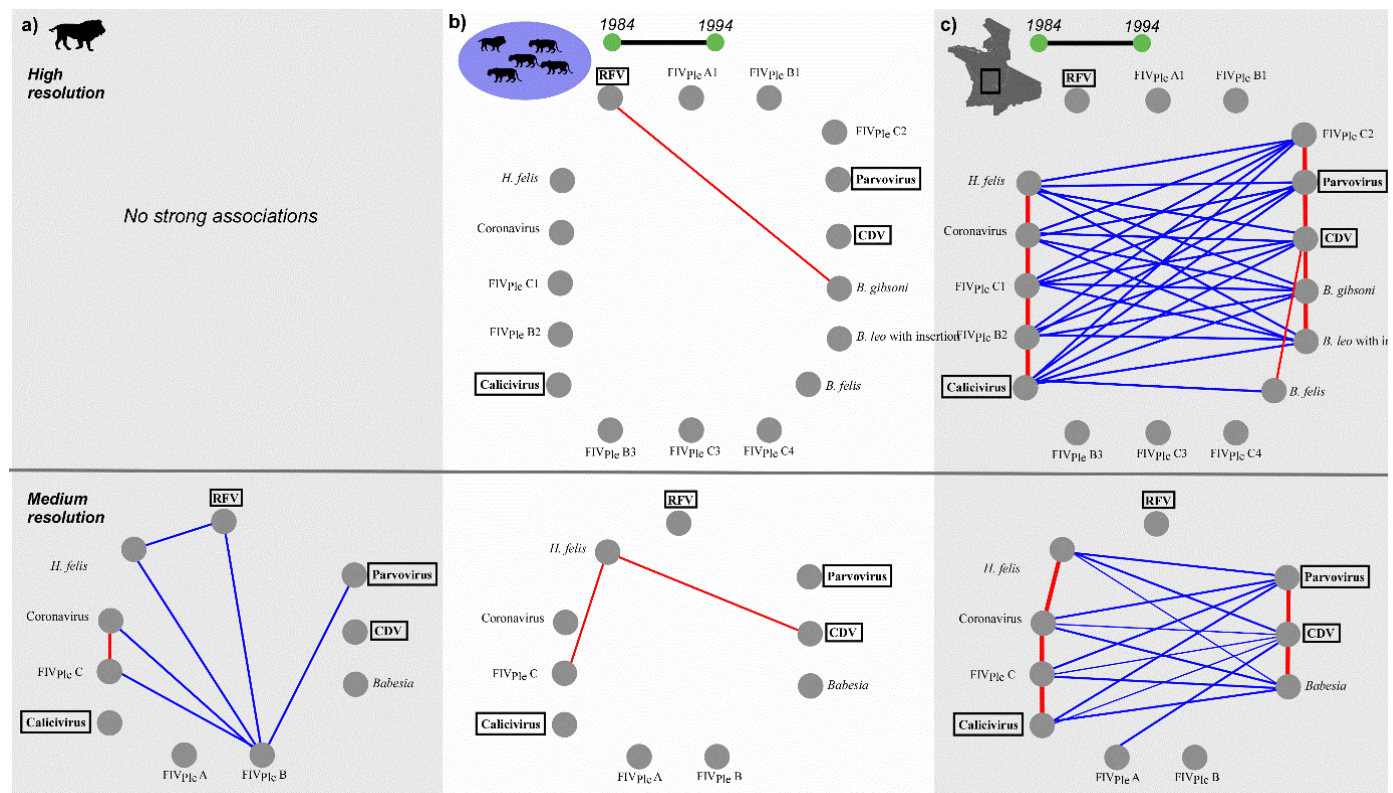 a)
High
resolution
No strong associations
b)
1984
1994
RFV
FIVPle A1
FIVPle B1
FIVPle C2
H. felis
Parvovirus
Coronavirus
CDV
FIVPle C1
B. gibsoni
FIVPle B2
B. leo with insertion
Calicivirus
B. felis
FIVPle B3
FIVPle C3
FIVPle C4
c)
1984
1994
RFV
FIVPle A1
FIVPle B1
FIVPle C2
H. felis
Parvovirus
Coronavirus
CDV
FIVPle C1
B. gibsoni
FIVPle B2
B. leo with in
Calicivirus
B. felis
FIVPle B3
FIVPle C3
FIVPle C4
Medium
resolution
RFV
H. felis
Parvovirus
Coronavirus
CDV
FIVPle C
Babesia
Calicivirus
FIVPle A
FIVPle B
RFV
H. felis
Parvovirus
Coronavirus
CDV
FIVPle C
Babesia
Calicivirus
FIVPle A
FIVPle B
RFV
H. felis
Parvovirus
Coronavirus
CDV
FIVPle C
Babesia
Calicivirus
FIVPle A
FIVPle B